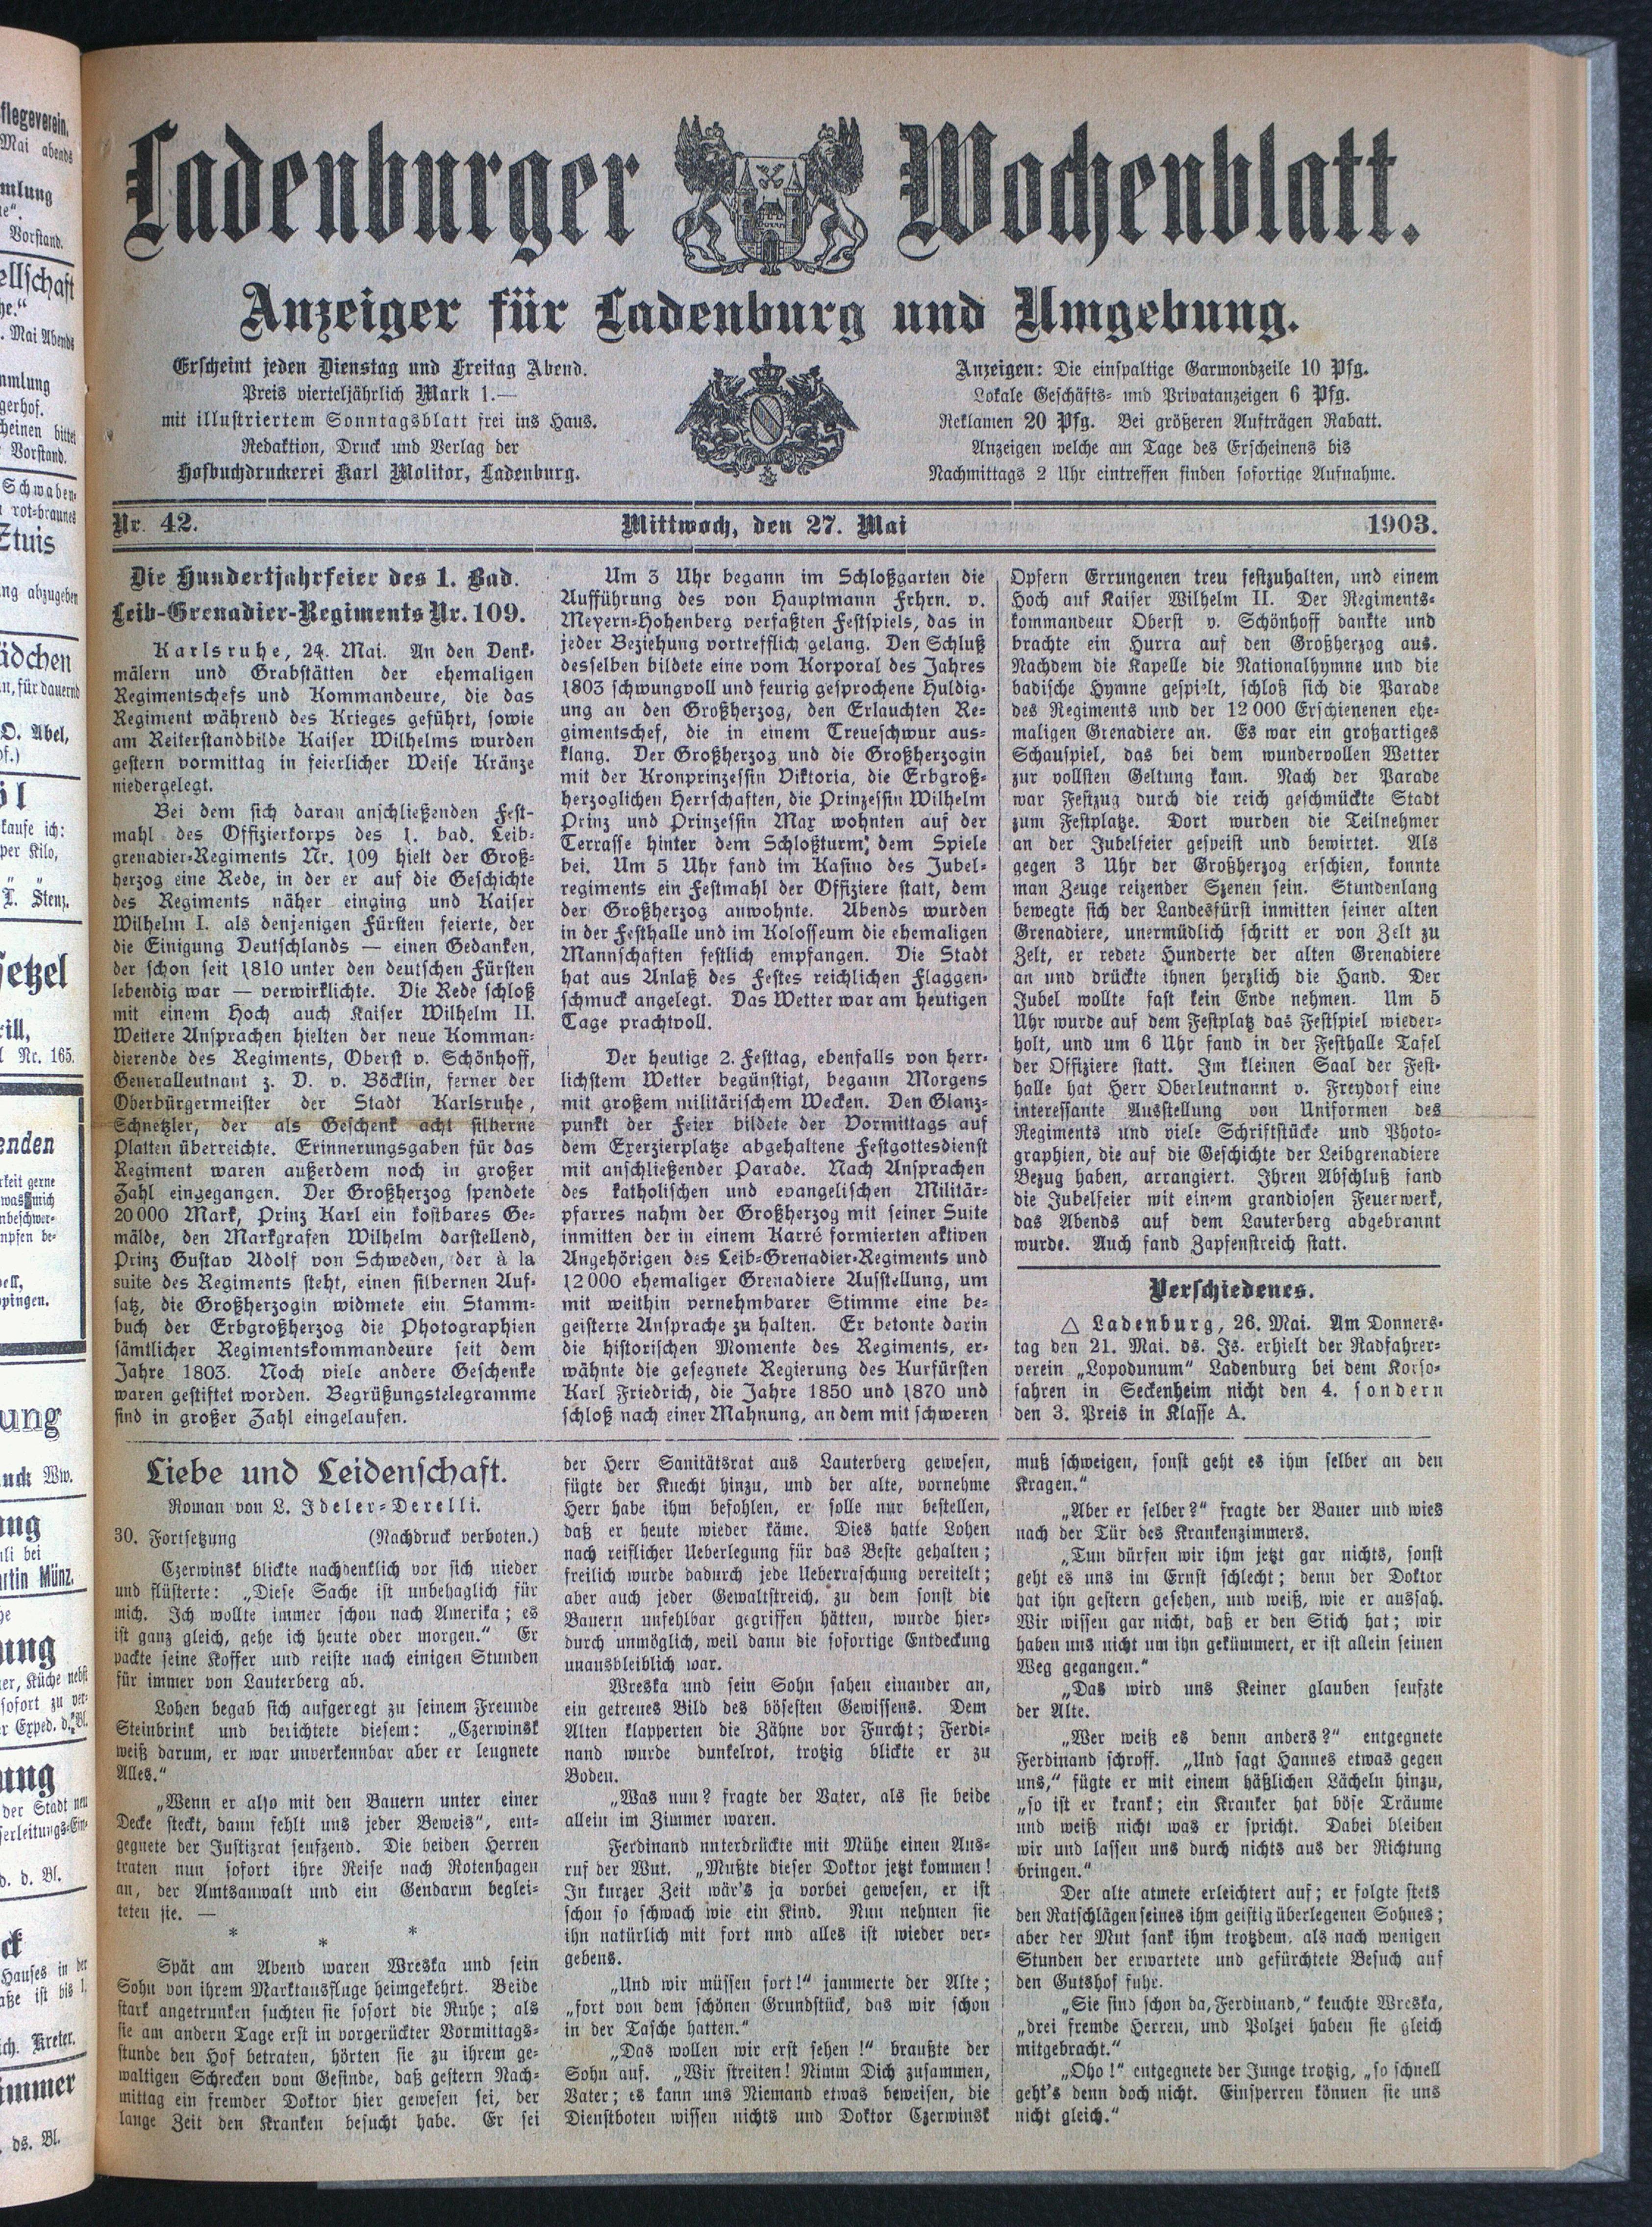 Ladenburger Wochenblatt.
Anzeiger für Ladenburg und Umgebung.
Erscheint jeden Dienstag und Freitag Abend.
Preis vierteljährlich Mark 1.—
mit illustriertem Sonntagsblatt frei ins Haus.
Redaktion, Druck und Verlag der
Hofbuchdruckerei Karl Molitor, Ladenburg.
Anzeigen: Die einspaltige Garmondzeile 10 Pfg.
Lokale Geschäfts- und Privatanzeigen 6 Pfg.
Reklamen 20 Pfg. Bei größeren Aufträgen Rabatt.
Anzeigen welche am Tage des Erscheinens bis
Nachmittags 2 Uhr eintreffen finden sofortige Aufnahme.
Nr. 42. Mittwoch, den 27. Mai 1903.
Die Hundertjahrfeier des 1. Bad.
Leib-Grenadier-Regiments Nr. 109.
Karlsruhe, 24. Mai. An den Denk-
mälern und Grabstätten der ehemaligen
Regimentschefs und Kommandeure, die das
Regiment während des Krieges geführt, sowie
am Reiterstandbilde Kaiser Wilhelms wurden
gestern vormittag in feierlicher Weise Kränze
niedergelegt.
Bei dem sich daran anschließenden Fest-
mahl des Offizierkorps des 1. bad. Leib-
grenadier-Regiments Nr. 109 hielt der Groß-
herzog eine Rede, in der er auf die Geschichte
des Regiments näher einging und Kaiser
Wilhelm I. als denjenigen Fürsten feierte, der
die Einigung Deutschlands — einen Gedanken,
der schon seit 1810 unter den deutschen Fürsten
lebendig war — verwirklichte. Die Rede schloß
mit einem Hoch auch Kaiser Wilhelm II.
Weitere Ansprachen hielten der neue Komman-
dierende des Regiments, Oberst v. Schönhoff,
Generalleutnant z. D. v. Böcklin, ferner der
Oberbürgermeister der Stadt Karlsruhe,
Schnetzler, der als Geschenk acht silberne
Platten überreichte. Erinnerungsgaben für das
Regiment waren außerdem noch in großer
Zahl eingegangen. Der Großherzog spendete
20000 Mark, Prinz Karl ein kostbares Ge-
mälde, den Markgrafen Wilhelm darstellend,
Prinz Gustav Adolf von Schweden, der à la
suite des Regiments steht, einen silbernen Auf-
satz, die Großherzogin widmete ein Stamm-
buch der Erbgroßherzog die Photographien
sämtlicher Regimentskommandeure seit dem
Jahre 1803. Noch viele andere Geschenke
waren gestiftet worden. Begrüßungstelegramme
sind in großer Zahl eingelaufen.
Um 3 Uhr begann im Schloßgarten die
Aufführung des von Hauptmann Frhrn. v.
Meyern-Hohenberg verfaßten Festspiels, das in
jeder Beziehung vortrefflich gelang. Den Schluß
desselben bildete eine vom Korporal des Jahres
1803 schwungvoll und feurig gesprochene Huldig-
ung an den Großherzog, den Erlauchten Re-
gimentschef, die in einem Treueschwur aus-
klang. Der Großherzog und die Großherzogin
mit der Kronprinzessin Viktoria, die Erbgroß-
herzoglichen Herrschaften, die Prinzessin Wilhelm
Prinz und Prinzessin Max wohnten auf der
Terrasse hinter dem Schloßturm, dem Spiele
bei. Um 5 Uhr fand im Kasino des Jubel-
regiments ein Festmahl der Offiziere statt, dem
der Großherzog anwohnte. Abends wurden
in der Festhalle und im Kolosseum die ehemaligen
Mannschaften festlich empfangen. Die Stadt
hat aus Anlaß des Festes reichlichen Flaggen-
schmuck angelegt. Das Wetter war am heutigen
Tage prachtvoll.
Der heutige 2. Festtag, ebenfalls von herr-
lichstem Wetter begünstigt, begann Morgens
mit großem militärischem Wecken. Den Glanz-
punkt der Feier bildete der Vormittags auf
dem Exerzierplatze abgehaltene Festgottesdienst
mit anschließender Parade. Nach Ansprachen
des katholischen und evangelischen Militär-
pfarres nahm der Großherzog mit seiner Suite
inmitten der in einem Karré formierten aktiven
Angehörigen des Leib-Grenadier-Regiments und
12000 ehemaliger Grenadiere Aufstellung, um
mit weithin vernehmbarer Stimme eine be-
geisterte Ansprache zu halten. Er betonte darin
die historischen Momente des Regiments, er-
wähnte die gesegnete Regierung des Kurfürsten
Karl Friedrich, die Jahre 1850 und 1870 und
schloß nach einer Mahnung, an dem mit schweren
Opfern Errungenen treu festzuhalten, und einem
Hoch auf Kaiser Wilhelm II. Der Regiments-
kommandeur Oberst v. Schönhoff dankte und
brachte ein Hurra auf den Großherzog aus.
Nachdem die Kapelle die Nationalhymne und die
badische Hymne gespielt, schloß sich die Parade
des Regiments und der 12000 Erschienenen ehe-
maligen Grenadiere an. Es war ein großartiges
Schauspiel, das bei dem wundervollen Wetter
zur vollsten Geltung kam. Nach der Parade
war Festzug durch die reich geschmückte Stadt
zum Festplatze. Dort wurden die Teilnehmer
an der Jubelfeier gespeist und bewirtet. Als
gegen 3 Uhr der Großherzog erschien, konnte
man Zeuge reizender Szenen sein. Stundenlang
bewegte sich der Landesfürst inmitten seiner alten
Grenadiere, unermüdlich schritt er von Zelt zu
Zelt, er redete Hunderte der alten Grenadiere
an und drückte ihnen herzlich die Hand. Der
Jubel wollte fast kein Ende nehmen. Um 5
Uhr wurde auf dem Festplatz das Festspiel wieder-
holt, und um 6 Uhr fand in der Festhalle Tafel
der Offiziere statt. Im kleinen Saal der Fest-
halle hat Herr Oberleutnannt v. Freydorf eine
interessante Ausstellung von Uniformen des
Regiments und viele Schriftstücke und Photo-
graphien, die auf die Geschichte der Leibgrenadiere
Bezug haben, arrangiert. Ihren Abschluß fand
die Jubelfeier mit einem grandiosen Feuerwerk,
das Abends auf dem Lauterberg abgebrannt
wurde. Auch fand Zapfenstreich statt.
Verschiedenes.
△ Ladenburg, 26. Mai. Am Donners-
tag den 21. Mai. ds. Js. erhielt der Radfahrer-
verein „Lopodunum“ Ladenburg bei dem Korso-
fahren in Seckenheim nicht den 4. sondern
den 3. Preis in Klasse A.
Liebe und Leidenschaft.
Roman von L. Ideler-Derelli.
30. Fortsetzung (Nachdruck verboten.)
Czerwinsk blickte nachdenklich vor sich nieder
und flüsterte: „Diese Sache ist unbehaglich für
mich. Ich wollte immer schon nach Amerika; es
ist ganz gleich, gehe ich heute oder morgen.“ Er
packte seine Koffer und reiste nach einigen Stunden
für immer von Lauterberg ab.
Lohen begab sich aufgeregt zu seinem Freunde
Steinbrink und berichtete diesem: „Czerwinsk
weiß darum, er war unverkennbar aber er leugnete
Alles.“
„Wenn er also mit den Bauern unter einer
Decke steckt, dann fehlt uns jeder Beweis“, ent-
gegnete der Justizrat seufzend. Die beiden Herren
traten nun sofort ihre Reise nach Rotenhagen
an, der Amtsanwalt und ein Gendarm beglei-
teten sie. —
* * *
Spät am Abend waren Wreska und sein
Sohn von ihrem Marktausfluge heimgekehrt. Beide
stark angetrunken suchten sie sofort die Ruhe; als
sie am andern Tage erst in vorgerückter Vormittags-
stunde den Hof betraten, hörten sie zu ihrem ge-
waltigen Schrecken vom Gesinde, daß gestern Nach-
mittag ein fremder Doktor hier gewesen sei, der
lange Zeit den Kranken besucht habe. Er sei
der Herr Sanitätsrat aus Lauterberg gewesen,
fügte der Knecht hinzu, und der alte, vornehme
Herr habe ihm befohlen, er solle nur bestellen,
daß er heute wieder käme. Dies hatte Lohen
nach reiflicher Ueberlegung für das Beste gehalten;
freilich wurde dadurch jede Ueberraschung vereitelt;
aber auch jeder Gewaltstreich, zu dem sonst die
Bauern unfehlbar gegriffen hätten, wurde hier-
durch unmöglich, weil dann die sofortige Entdeckung
unausbleiblich war.
Wreska und sein Sohn sahen einander an,
ein getreues Bild des bösesten Gewissens. Dem
Alten klapperten die Zähne vor Furcht; Ferdi-
nand wurde dunkelrot, trotzig blickte er zu
Boden.
„Was nun? fragte der Vater, als sie beide
allein im Zimmer waren.
Ferdinand unterdrückte mit Mühe einen Aus-
ruf der Wut. „Mußte dieser Doktor jetzt kommen!
In kurzer Zeit wär's ja vorbei gewesen, er ist
schon so schwach wie ein Kind. Nun nehmen sie
ihn natürlich mit fort und alles ist wieder ver-
gebens.
„Und wir müssen fort!“ jammerte der Alte;
„fort von dem schönen Grundstück, das wir schon
in der Tasche hatten.“
„Das wollen wir erst sehen!“ braußte der
Sohn auf. „Wir streiten! Nimm Dich zusammen,
Vater; es kann uns Niemand etwas beweisen, die
Dienstboten wissen nichts und Doktor Czerwinsk
muß schweigen, sonst geht es ihm selber an den
Kragen.“
„Aber er selber?“ fragte der Bauer und wies
nach der Tür des Krankenzimmers.
„Tun dürfen wir ihm jetzt gar nichts, sonst
geht es uns im Ernst schlecht; denn der Doktor
hat ihn gestern gesehen, und weiß, wie er aussah.
Wir wissen gar nicht, daß er den Stich hat; wir
haben uns nicht um ihn gekümmert, er ist allein seinen
Weg gegangen.“
„Das wird uns Keiner glauben seufzte
der Alte.
„Wer weiß es denn anders?“ entgegnete
Ferdinand schroff. „Und sagt Hannes etwas gegen
uns,“ fügte er mit einem häßlichen Lächeln hinzu,
„so ist er krank; ein Kranker hat böse Träume
und weiß nicht was er spricht. Dabei bleiben
wir und lassen uns durch nichts aus der Richtung
bringen.“
Der alte atmete erleichtert auf; er folgte stets
den Ratschlägen seines ihm geistig überlegenen Sohnes;
aber der Mut sank ihm trotzdem, als nach wenigen
Stunden der erwartete und gefürchtete Besuch auf
den Gutshof fuhr.
„Sie sind schon da, Ferdinand,“ keuchte Wreska,
„drei fremde Herren, und Polzei haben sie gleich
mitgebracht.“
„Oho!“ entgegnete der Junge trotzig, „so schnell
geht's denn doch nicht. Einsperren können sie uns
nicht gleich.“